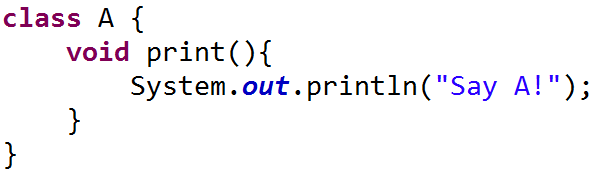 class A {
    void print(){
        System.out.println("Say A!");
    }
}